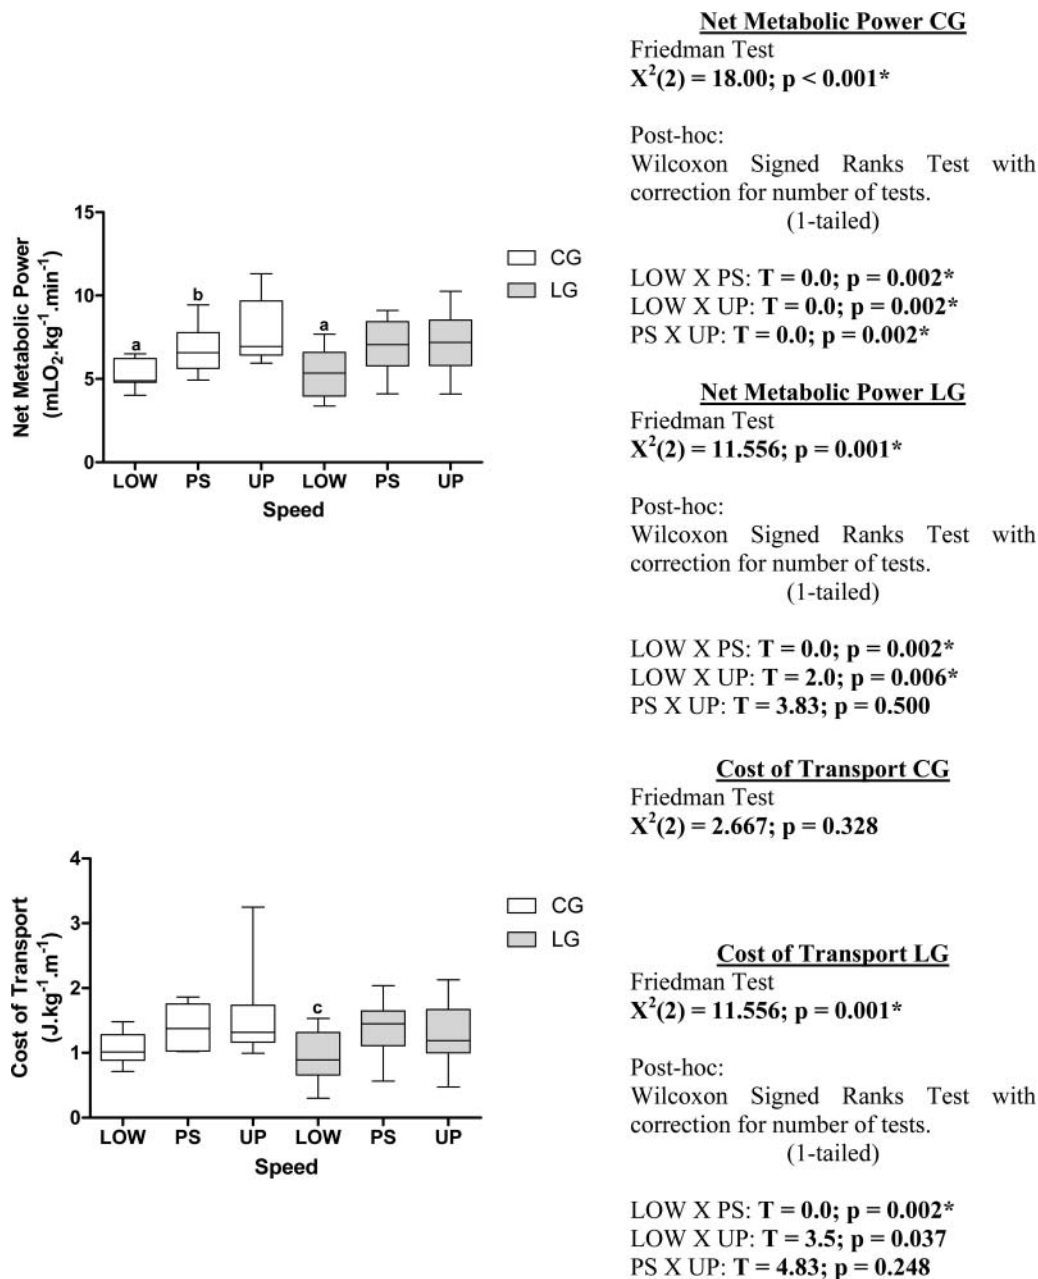 Net Metabolic Power CG
Friedman Test
X²(2) = 18.00; p < 0.001*
Post-hoc:
Wilcoxon Signed Ranks Test with
correction for number of tests.
(1-tailed)
LOW X PS: T = 0.0; p = 0.002*
LOW X UP: T = 0.0; p = 0.002*
PS X UP: T = 0.0; p = 0.002*
Net Metabolic Power
(mLO₂.kg⁻¹.min⁻¹)
15
10
5
0
a
b
a
LOW PS UP LOW PS UP
Speed
CG
LG
Net Metabolic Power LG
Friedman Test
X²(2) = 11.556; p = 0.001*
Post-hoc:
Wilcoxon Signed Ranks Test with
correction for number of tests.
(1-tailed)
LOW X PS: T = 0.0; p = 0.002*
LOW X UP: T = 2.0; p = 0.006*
PS X UP: T = 3.83; p = 0.500
Cost of Transport CG
Friedman Test
X²(2) = 2.667; p = 0.328
Cost of Transport
(J.kg⁻¹.m⁻¹)
4
3
2
1
0
c
LOW PS UP LOW PS UP
Speed
CG
LG
Cost of Transport LG
Friedman Test
X²(2) = 11.556; p = 0.001*
Post-hoc:
Wilcoxon Signed Ranks Test with
correction for number of tests.
(1-tailed)
LOW X PS: T = 0.0; p = 0.002*
LOW X UP: T = 3.5; p = 0.037
PS X UP: T = 4.83; p = 0.248